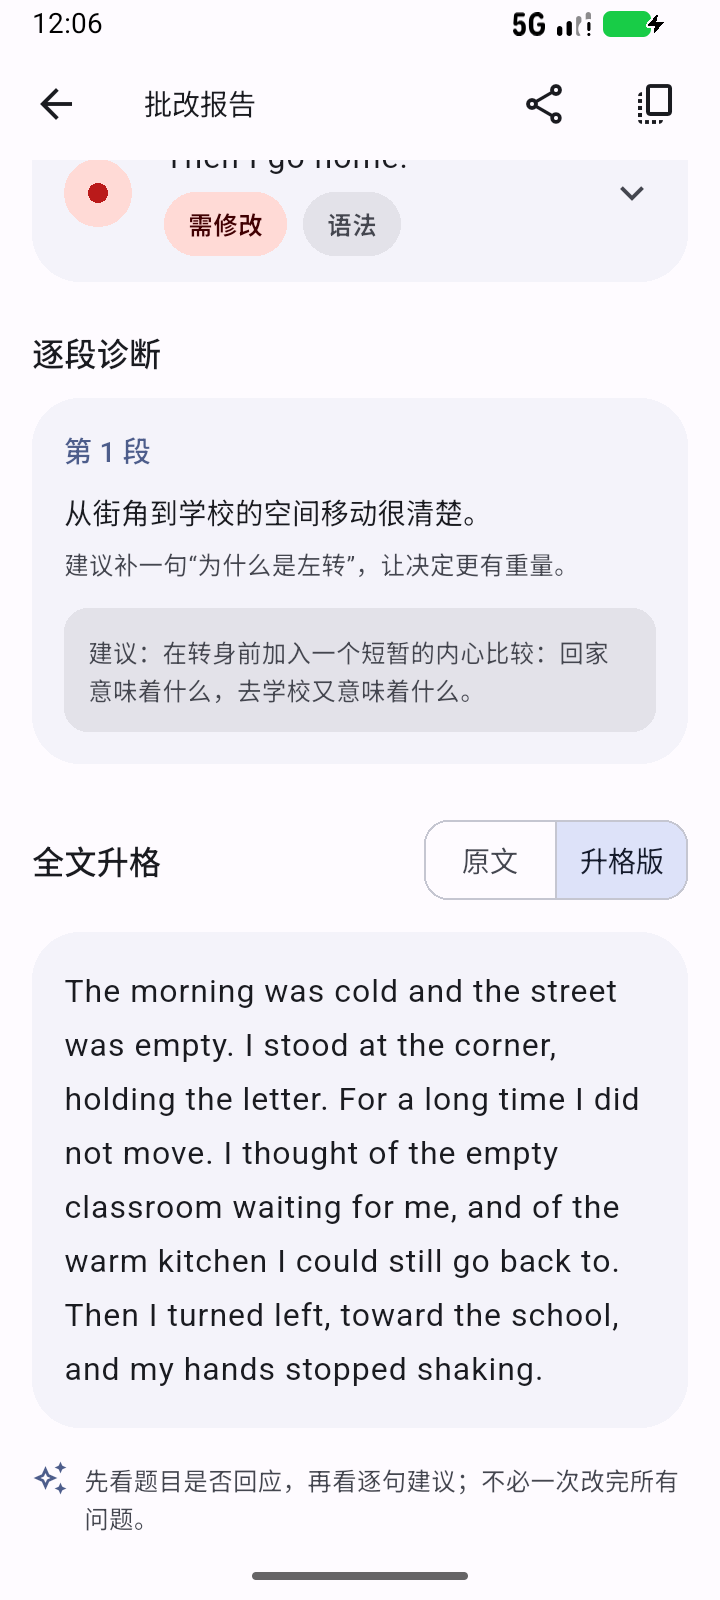 12:06
5G
批改报告
Then I go home.
需修改
语法
逐段诊断
第 1 段
从街角到学校的空间移动很清楚。
建议补一句“为什么是左转”，让决定更有重量。
建议：在转身前加入一个短暂的内心比较：回家
意味着什么，去学校又意味着什么。
全文升格
原文
升格版
The morning was cold and the street
was empty. I stood at the corner,
holding the letter. For a long time I did
not move. I thought of the empty
classroom waiting for me, and of the
warm kitchen I could still go back to.
Then I turned left, toward the school,
and my hands stopped shaking.
先看题目是否回应，再看逐句建议；不必一次改完所有
问题。